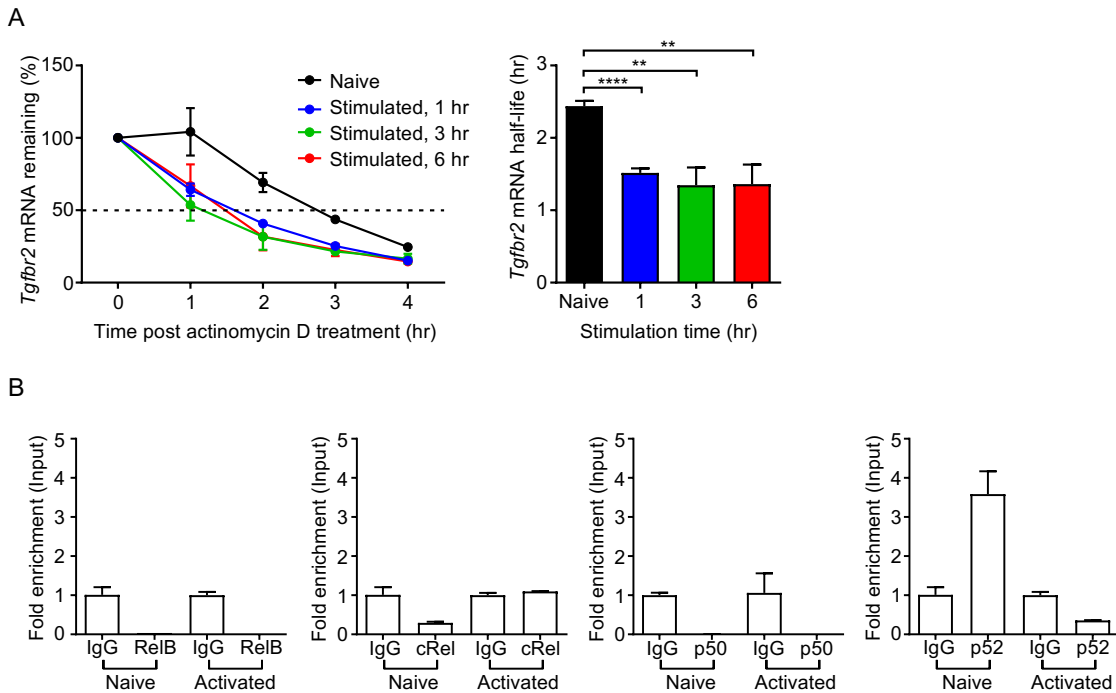 A
Tgfbr2 mRNA remaining (%)
150
100
50
0
0 1 2 3 4
Time post actinomycin D treatment (hr)
Naive
Stimulated, 1 hr
Stimulated, 3 hr
Stimulated, 6 hr
Tgfbr2 mRNA half-life (hr)
3
2
1
0
**
**
****
Naive 1 3 6
Stimulation time (hr)
B
Fold enrichment (Input)
5
4
3
2
1
0
IgG RelB IgG RelB
Naive Activated
Fold enrichment (Input)
5
4
3
2
1
0
IgG cRel IgG cRel
Naive Activated
Fold enrichment (Input)
5
4
3
2
1
0
IgG p50 IgG p50
Naive Activated
Fold enrichment (Input)
5
4
3
2
1
0
IgG p52 IgG p52
Naive Activated